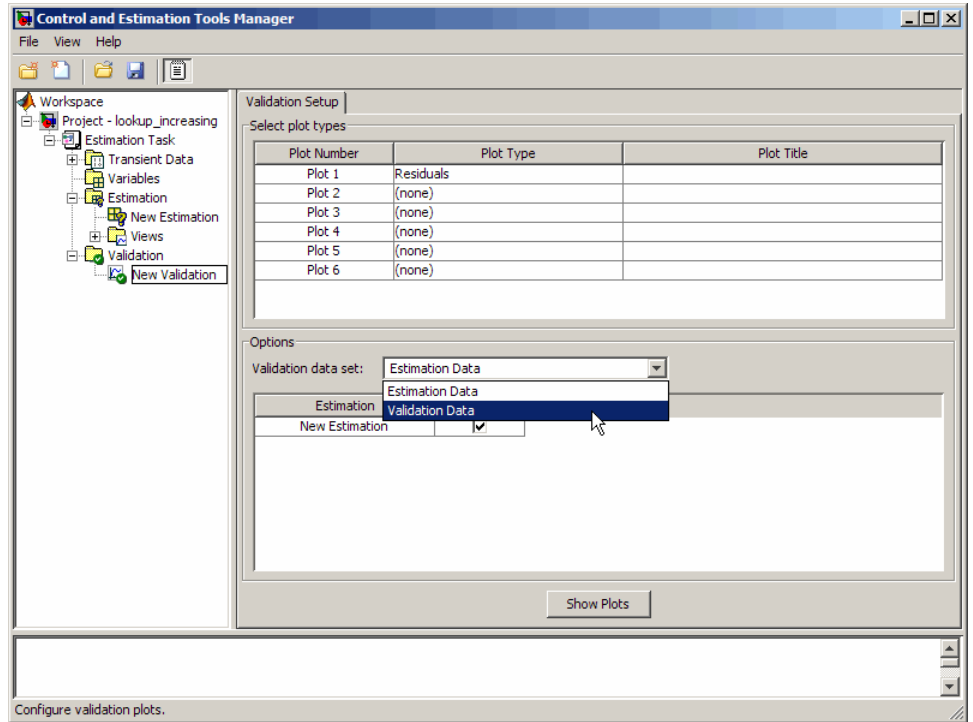 Control and Estimation Tools Manager
File View Help
Workspace
Project - lookup_increasing
Estimation Task
Transient Data
Variables
Estimation
New Estimation
Views
Validation
New Validation
Validation Setup
Select plot types
Plot Number Plot Type Plot Title
Plot 1 Residuals
Plot 2 (none)
Plot 3 (none)
Plot 4 (none)
Plot 5 (none)
Plot 6 (none)
Options
Validation data set: Estimation Data
Estimation Data
Validation Data
Estimation
New Estimation
Show Plots
Configure validation plots.